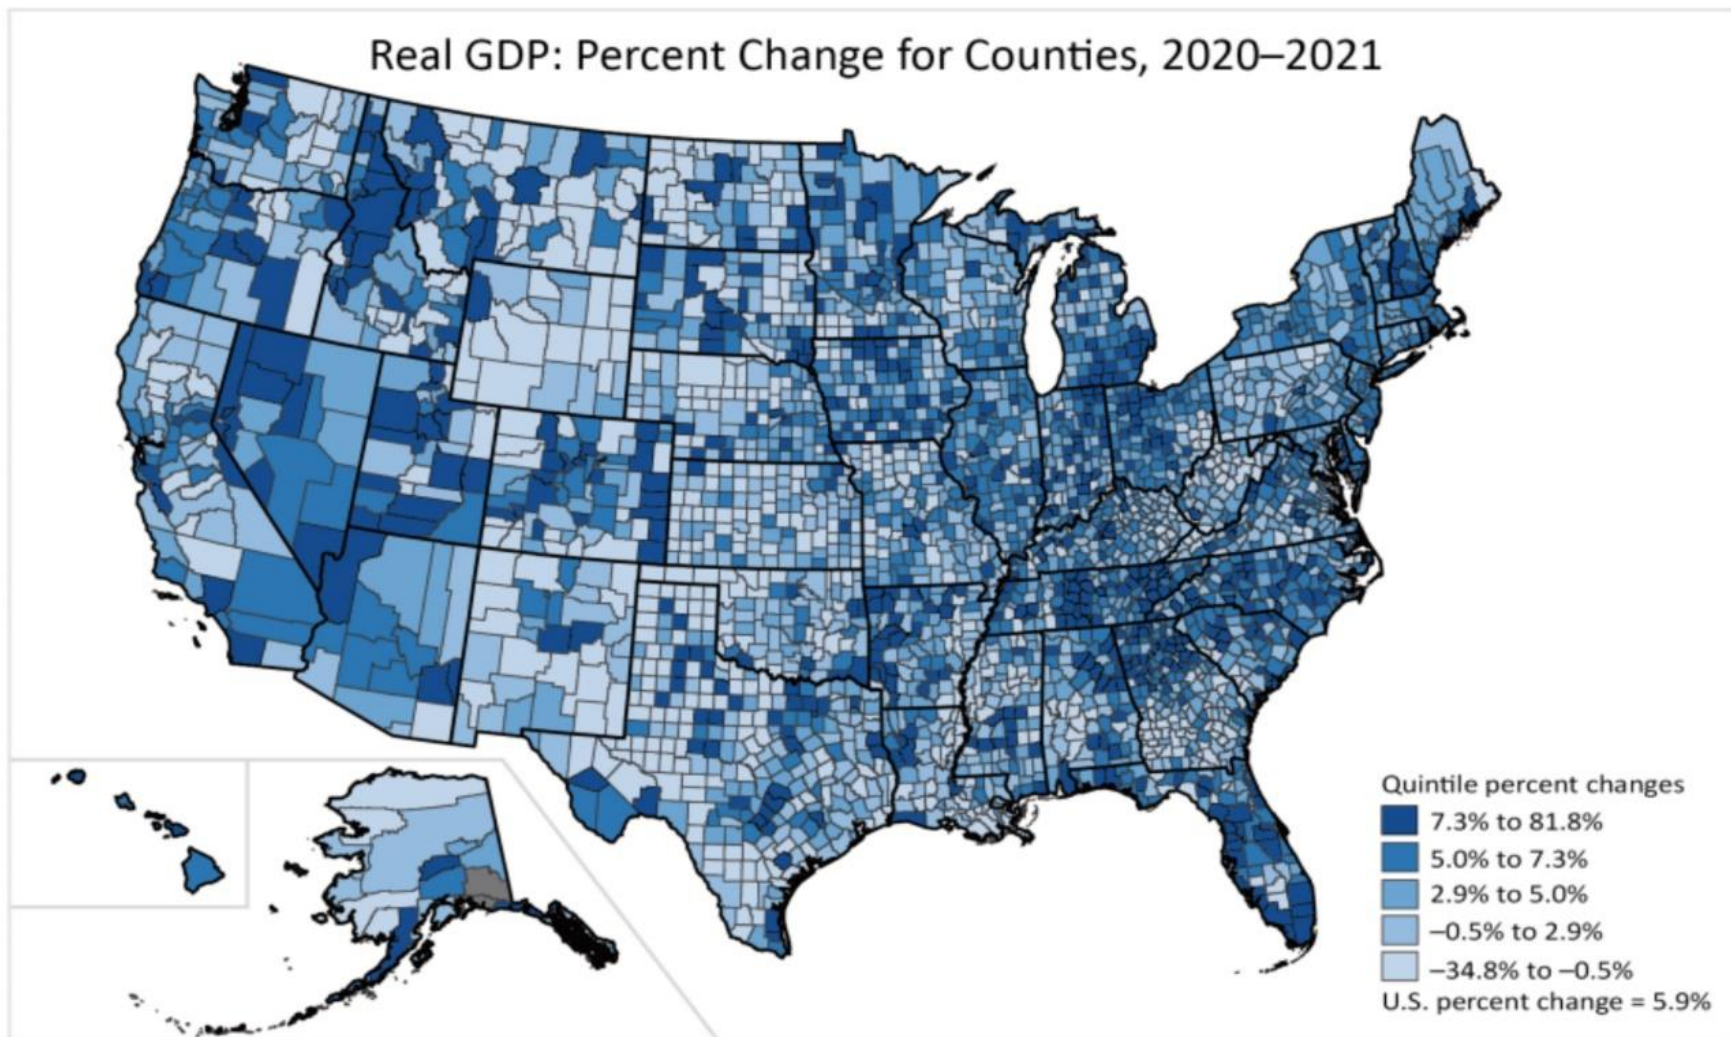 Real GDP: Percent Change for Counties, 2020–2021
Quintile percent changes
7.3% to 81.8%
5.0% to 7.3%
2.9% to 5.0%
−0.5% to 2.9%
−34.8% to −0.5%
U.S. percent change = 5.9%